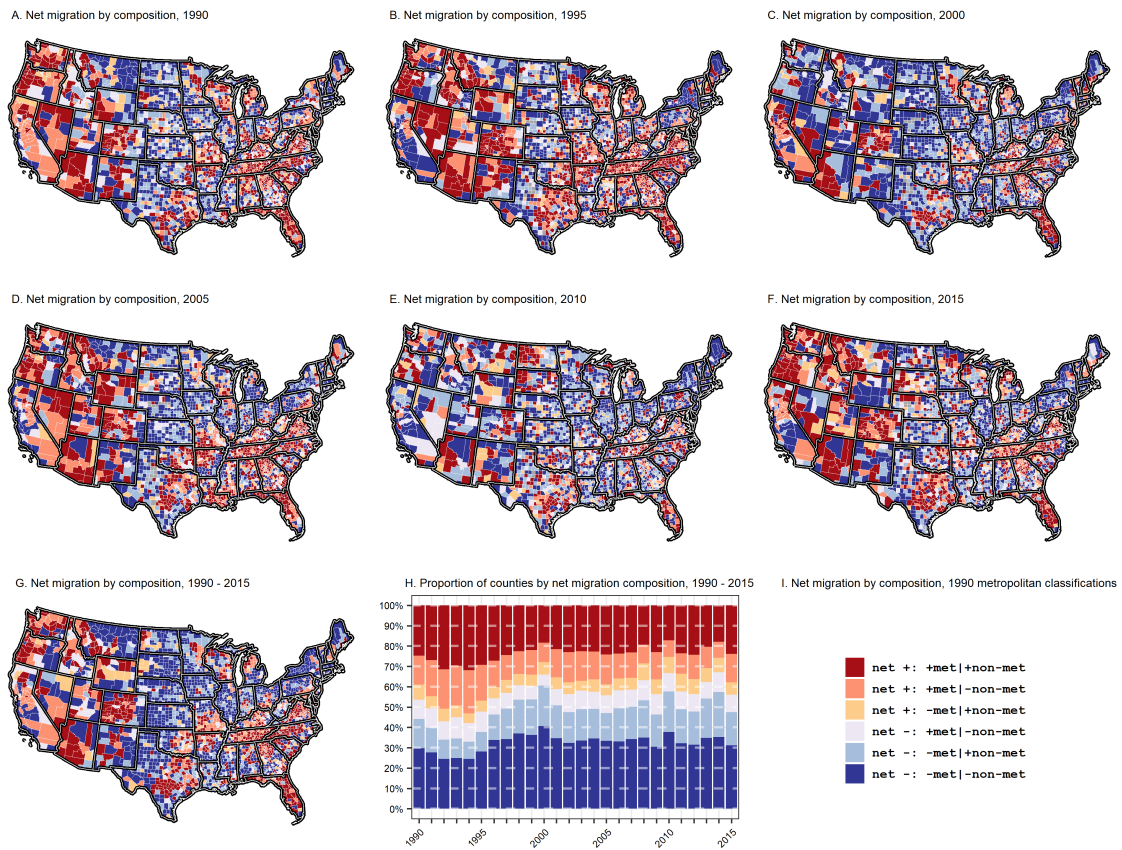 A. Net migration by composition, 1990
B. Net migration by composition, 1995
C. Net migration by composition, 2000
D. Net migration by composition, 2005
E. Net migration by composition, 2010
F. Net migration by composition, 2015
G. Net migration by composition, 1990 - 2015
H. Proportion of counties by net migration composition, 1990 - 2015
100%
90%
80%
70%
60%
50%
40%
30%
20%
10%
0%
1990
1995
2000
2005
2010
2015
I. Net migration by composition, 1990 metropolitan classifications
net +: +met|+non-met
net +: +met|-non-met
net +: -met|+non-met
net -: +met|-non-met
net -: -met|+non-met
net -: -met|-non-met